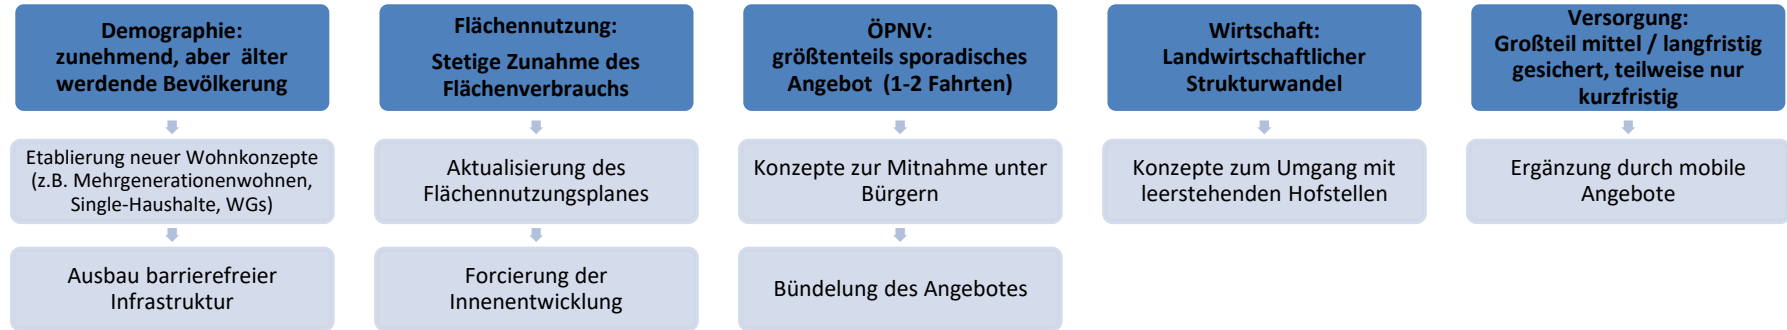 Demographie:
zunehmend, aber älter
werdende Bevölkerung
Etablierung neuer Wohnkonzepte
(z.B. Mehrgenerationenwohnen,
Single-Haushalte, WGs)
Ausbau barrierefreier
Infrastruktur
Flächennutzung:
Stetige Zunahme des
Flächenverbrauchs
Aktualisierung des
Flächennutzungsplanes
Forcierung der
Innenentwicklung
ÖPNV:
größtenteils sporadisches
Angebot (1-2 Fahrten)
Konzepte zur Mitnahme unter
Bürgern
Bündelung des Angebotes
Wirtschaft:
Landwirtschaftlicher
Strukturwandel
Konzepte zum Umgang mit
leerstehenden Hofstellen
Versorgung:
Großteil mittel / langfristig
gesichert, teilweise nur
kurzfristig
Ergänzung durch mobile
Angebote